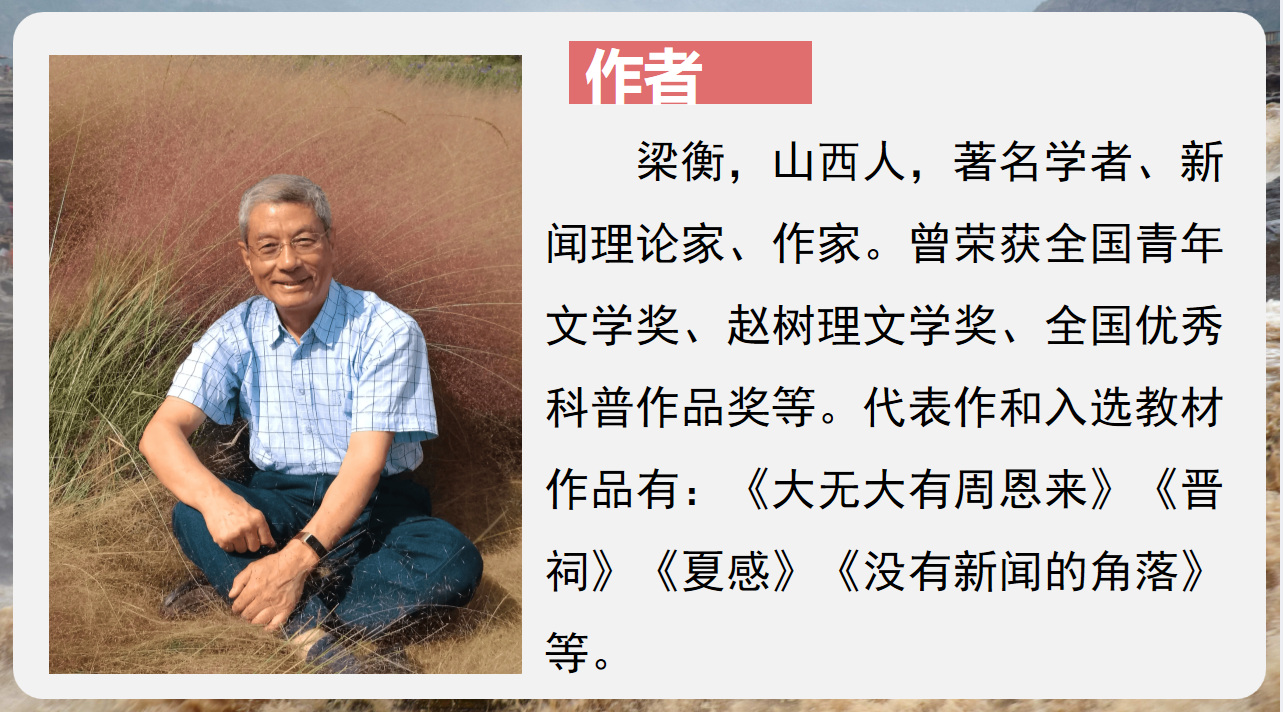 作者
梁衡，山西人，著名学者、新
闻理论家、作家。曾荣获全国青年
文学奖、赵树理文学奖、全国优秀
科普作品奖等。代表作和入选教材
作品有：《大无大有周恩来》《晋
祠》《夏感》《没有新闻的角落》
等。